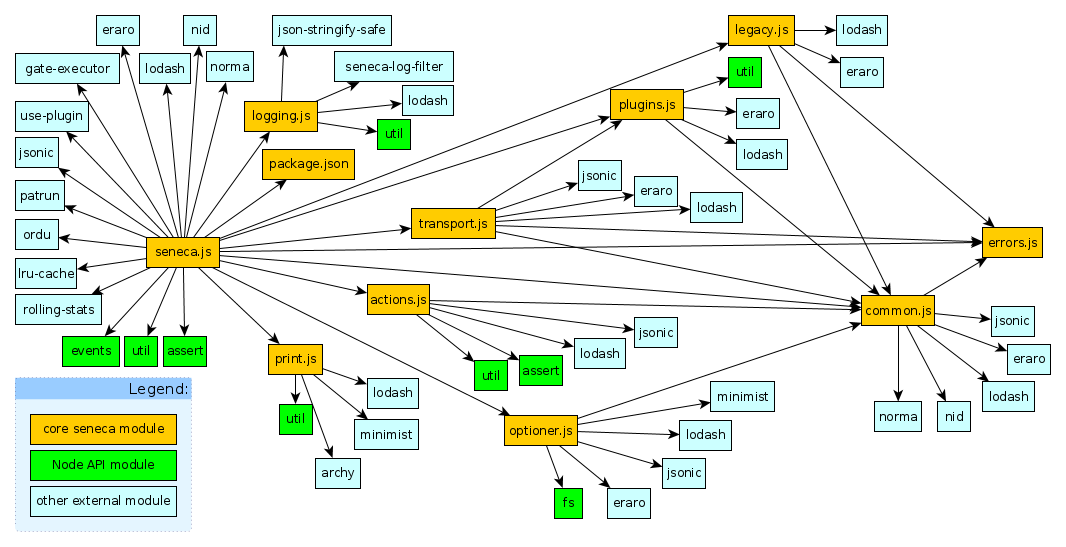 eraro
nid
json-stringify-safe
legacy.js
lodash
gate-executor
lodash
norma
seneca-log-filter
util
eraro
use-plugin
logging.js
lodash
plugins.js
eraro
util
jsonic
package.json
lodash
patrun
jsonic
eraro
lodash
ordu
transport.js
errors.js
seneca.js
lru-cache
rolling-stats
actions.js
common.js
jsonic
events
util
assert
print.js
jsonic
lodash
eraro
util
assert
lodash
minimist
lodash
Legend:
util
minimist
norma
nid
core seneca module
optioner.js
lodash
Node API module
archy
jsonic
other external module
fs
eraro